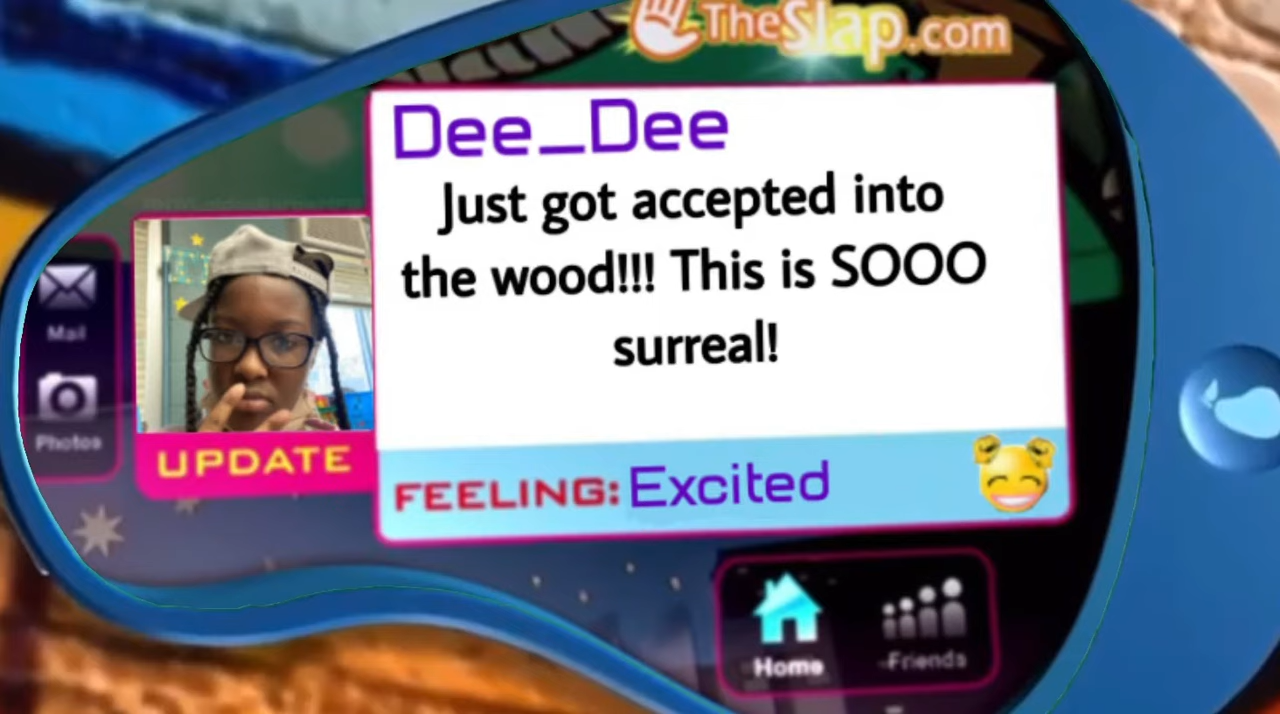 TheSlap.com
Dee_Dee
Just got accepted into
the wood!!! This is SOOO
surreal!
Mail
Photos
UPDATE
FEELING: Excited
Home
Friends